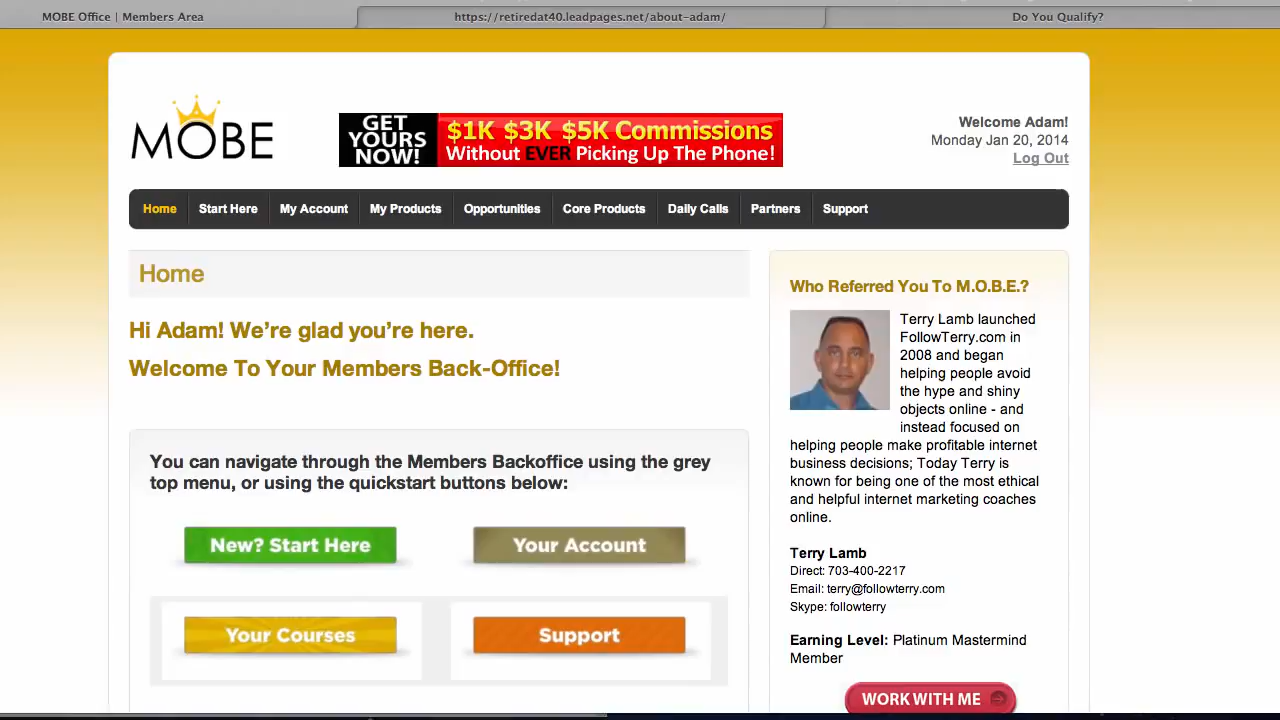 MOBE Office | Members Area
https://retiredat40.leadpages.net/about-adam/
Do You Qualify?
MOBE
GET
YOURS
NOW!
$1K $3K $5K Commissions
Without EVER Picking Up The Phone!
Welcome Adam!
Monday Jan 20, 2014
Log Out
Home
Start Here
My Account
My Products
Opportunities
Core Products
Daily Calls
Partners
Support
Home
Hi Adam! We're glad you're here.
Welcome To Your Members Back-Office!
You can navigate through the Members Backoffice using the grey
top menu, or using the quickstart buttons below:
New? Start Here
Your Account
Your Courses
Support
Who Referred You To M.O.B.E.?
Terry Lamb launched
FollowTerry.com in
2008 and began
helping people avoid
the hype and shiny
objects online - and
instead focused on
helping people make profitable internet
business decisions; Today Terry is
known for being one of the most ethical
and helpful internet marketing coaches
online.
Terry Lamb
Direct: 703-400-2217
Email: terry@followterry.com
Skype: followterry
Earning Level: Platinum Mastermind
Member
WORK WITH ME